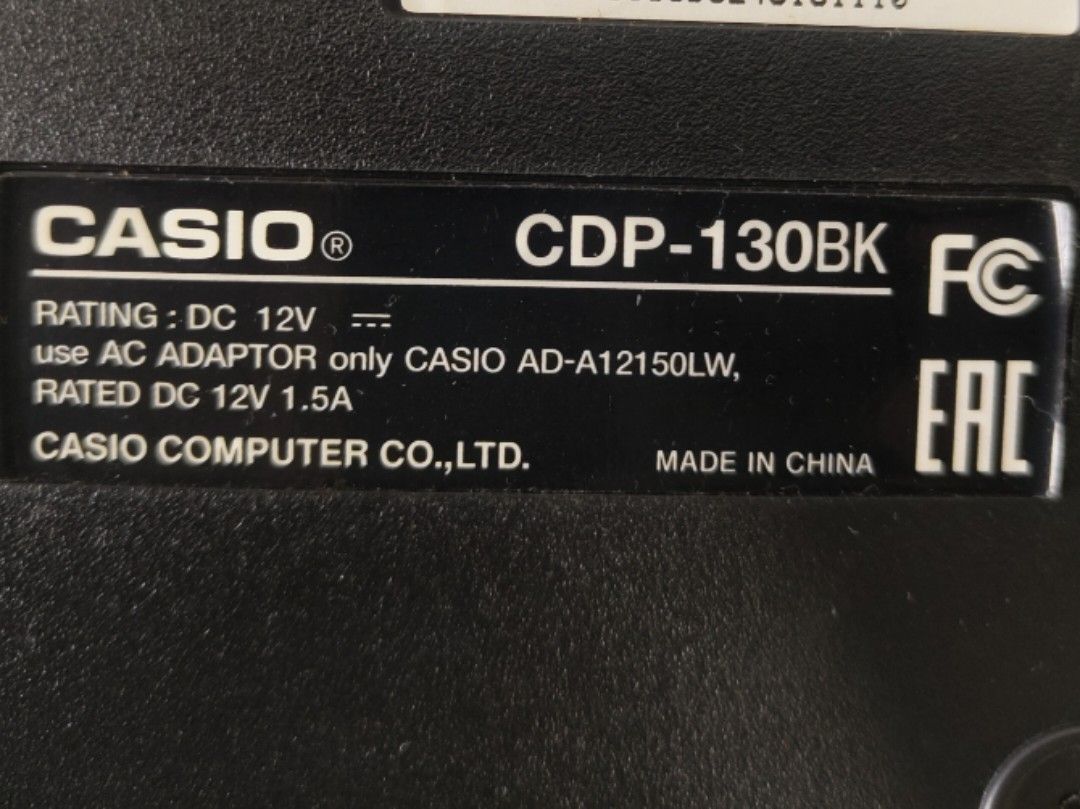 CASIO® CDP-130BK
FC
RATING : DC 12V ⎓
use AC ADAPTOR only CASIO AD-A12150LW,
RATED DC 12V 1.5A
EAC
CASIO COMPUTER CO.,LTD. MADE IN CHINA